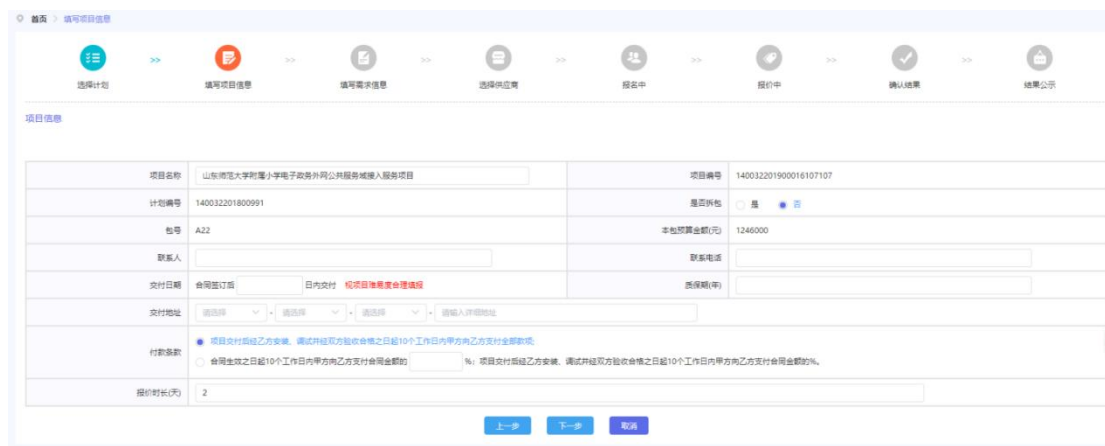 首页 > 填写项目信息
>> >> >> >> >> >> >>
选择计划 填写项目信息 填写需求信息 选择供应商 报名中 报价中 确认结果 结果公示
项目信息
项目名称 山东师范大学附属小学电子政务外网公共服务域接入服务项目 项目编号 140032201900016107107
计划编号 140032201800991 是否拆包 是 否
包号 A22 本包预算金额(元) 1246000
联系人 联系电话
交付日期 合同签订后 日内交付 视项目难易度合理填报 质保期(年)
交付地址 请选择 请选择 请选择 请输入详细地址
付款条款 项目交付后经乙方安装、调试并经双方验收合格之日起10个工作日内甲方向乙方支付全部款项;
合同生效之日起10个工作日内甲方向乙方支付合同金额的 %; 项目交付后经乙方安装、调试并经双方验收合格之日起10个工作日内甲方向乙方支付合同金额的%。
报价时长(天) 2
上一步 下一步 取消